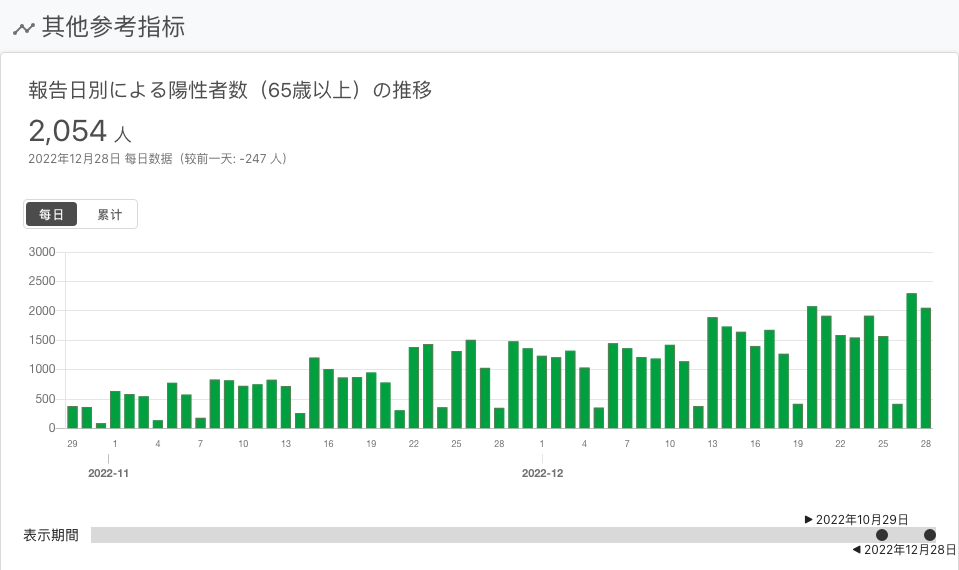 其他参考指标
報告日別による陽性者数（65歳以上）の推移
2,054 人
2022年12月28日 每日数据（较前一天: -247 人）
每日 累计
3000
2500
2000
1500
1000
500
0
29 1 4 7 10 13 16 19 22 25 28 1 4 7 10 13 16 19 22 25 28
2022-11 2022-12
▶ 2022年10月29日
表示期間
◀ 2022年12月28日